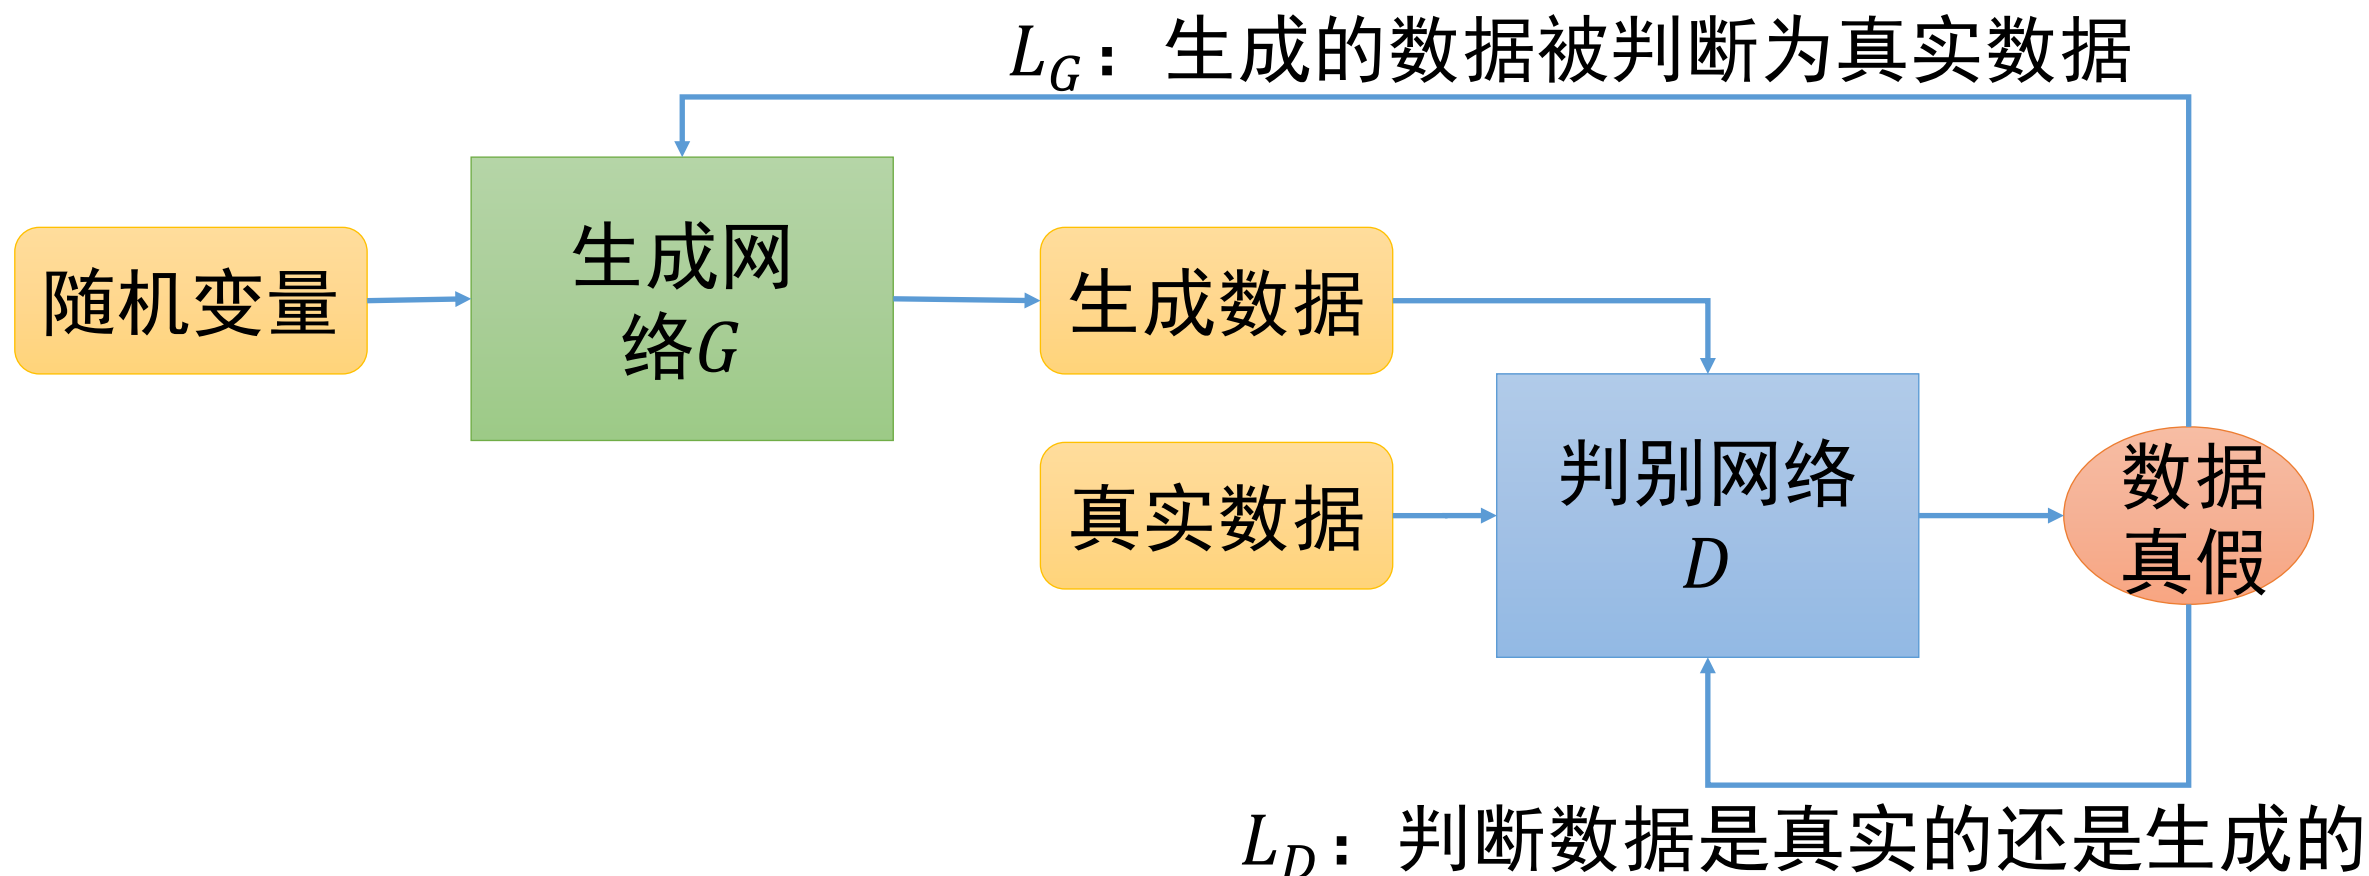 L_G：生成的数据被判断为真实数据
随机变量
生成网
络G
生成数据
真实数据
判别网络
D
数据
真假
L_D：判断数据是真实的还是生成的